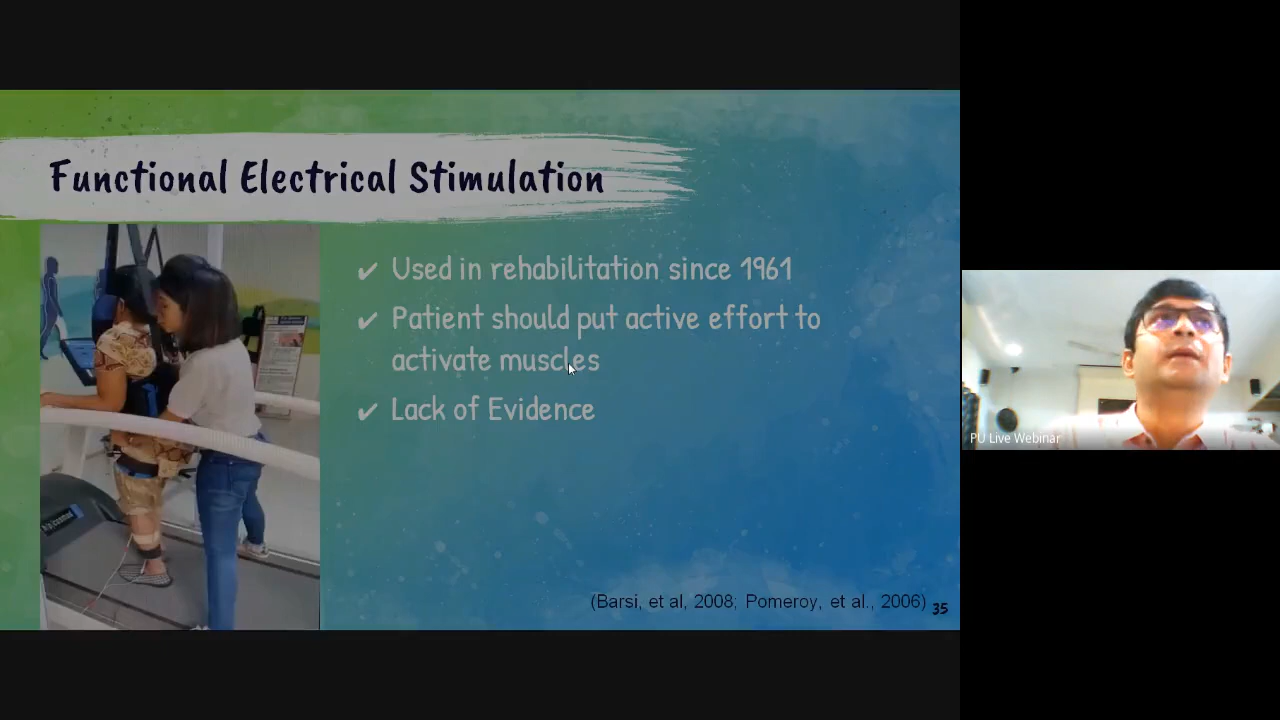 Functional Electrical Stimulation
✔ Used in rehabilitation since 1961
✔ Patient should put active effort to
activate muscles
✔ Lack of Evidence
(Barsi, et al, 2008; Pomeroy, et al., 2006)
35
PU Live Webinar